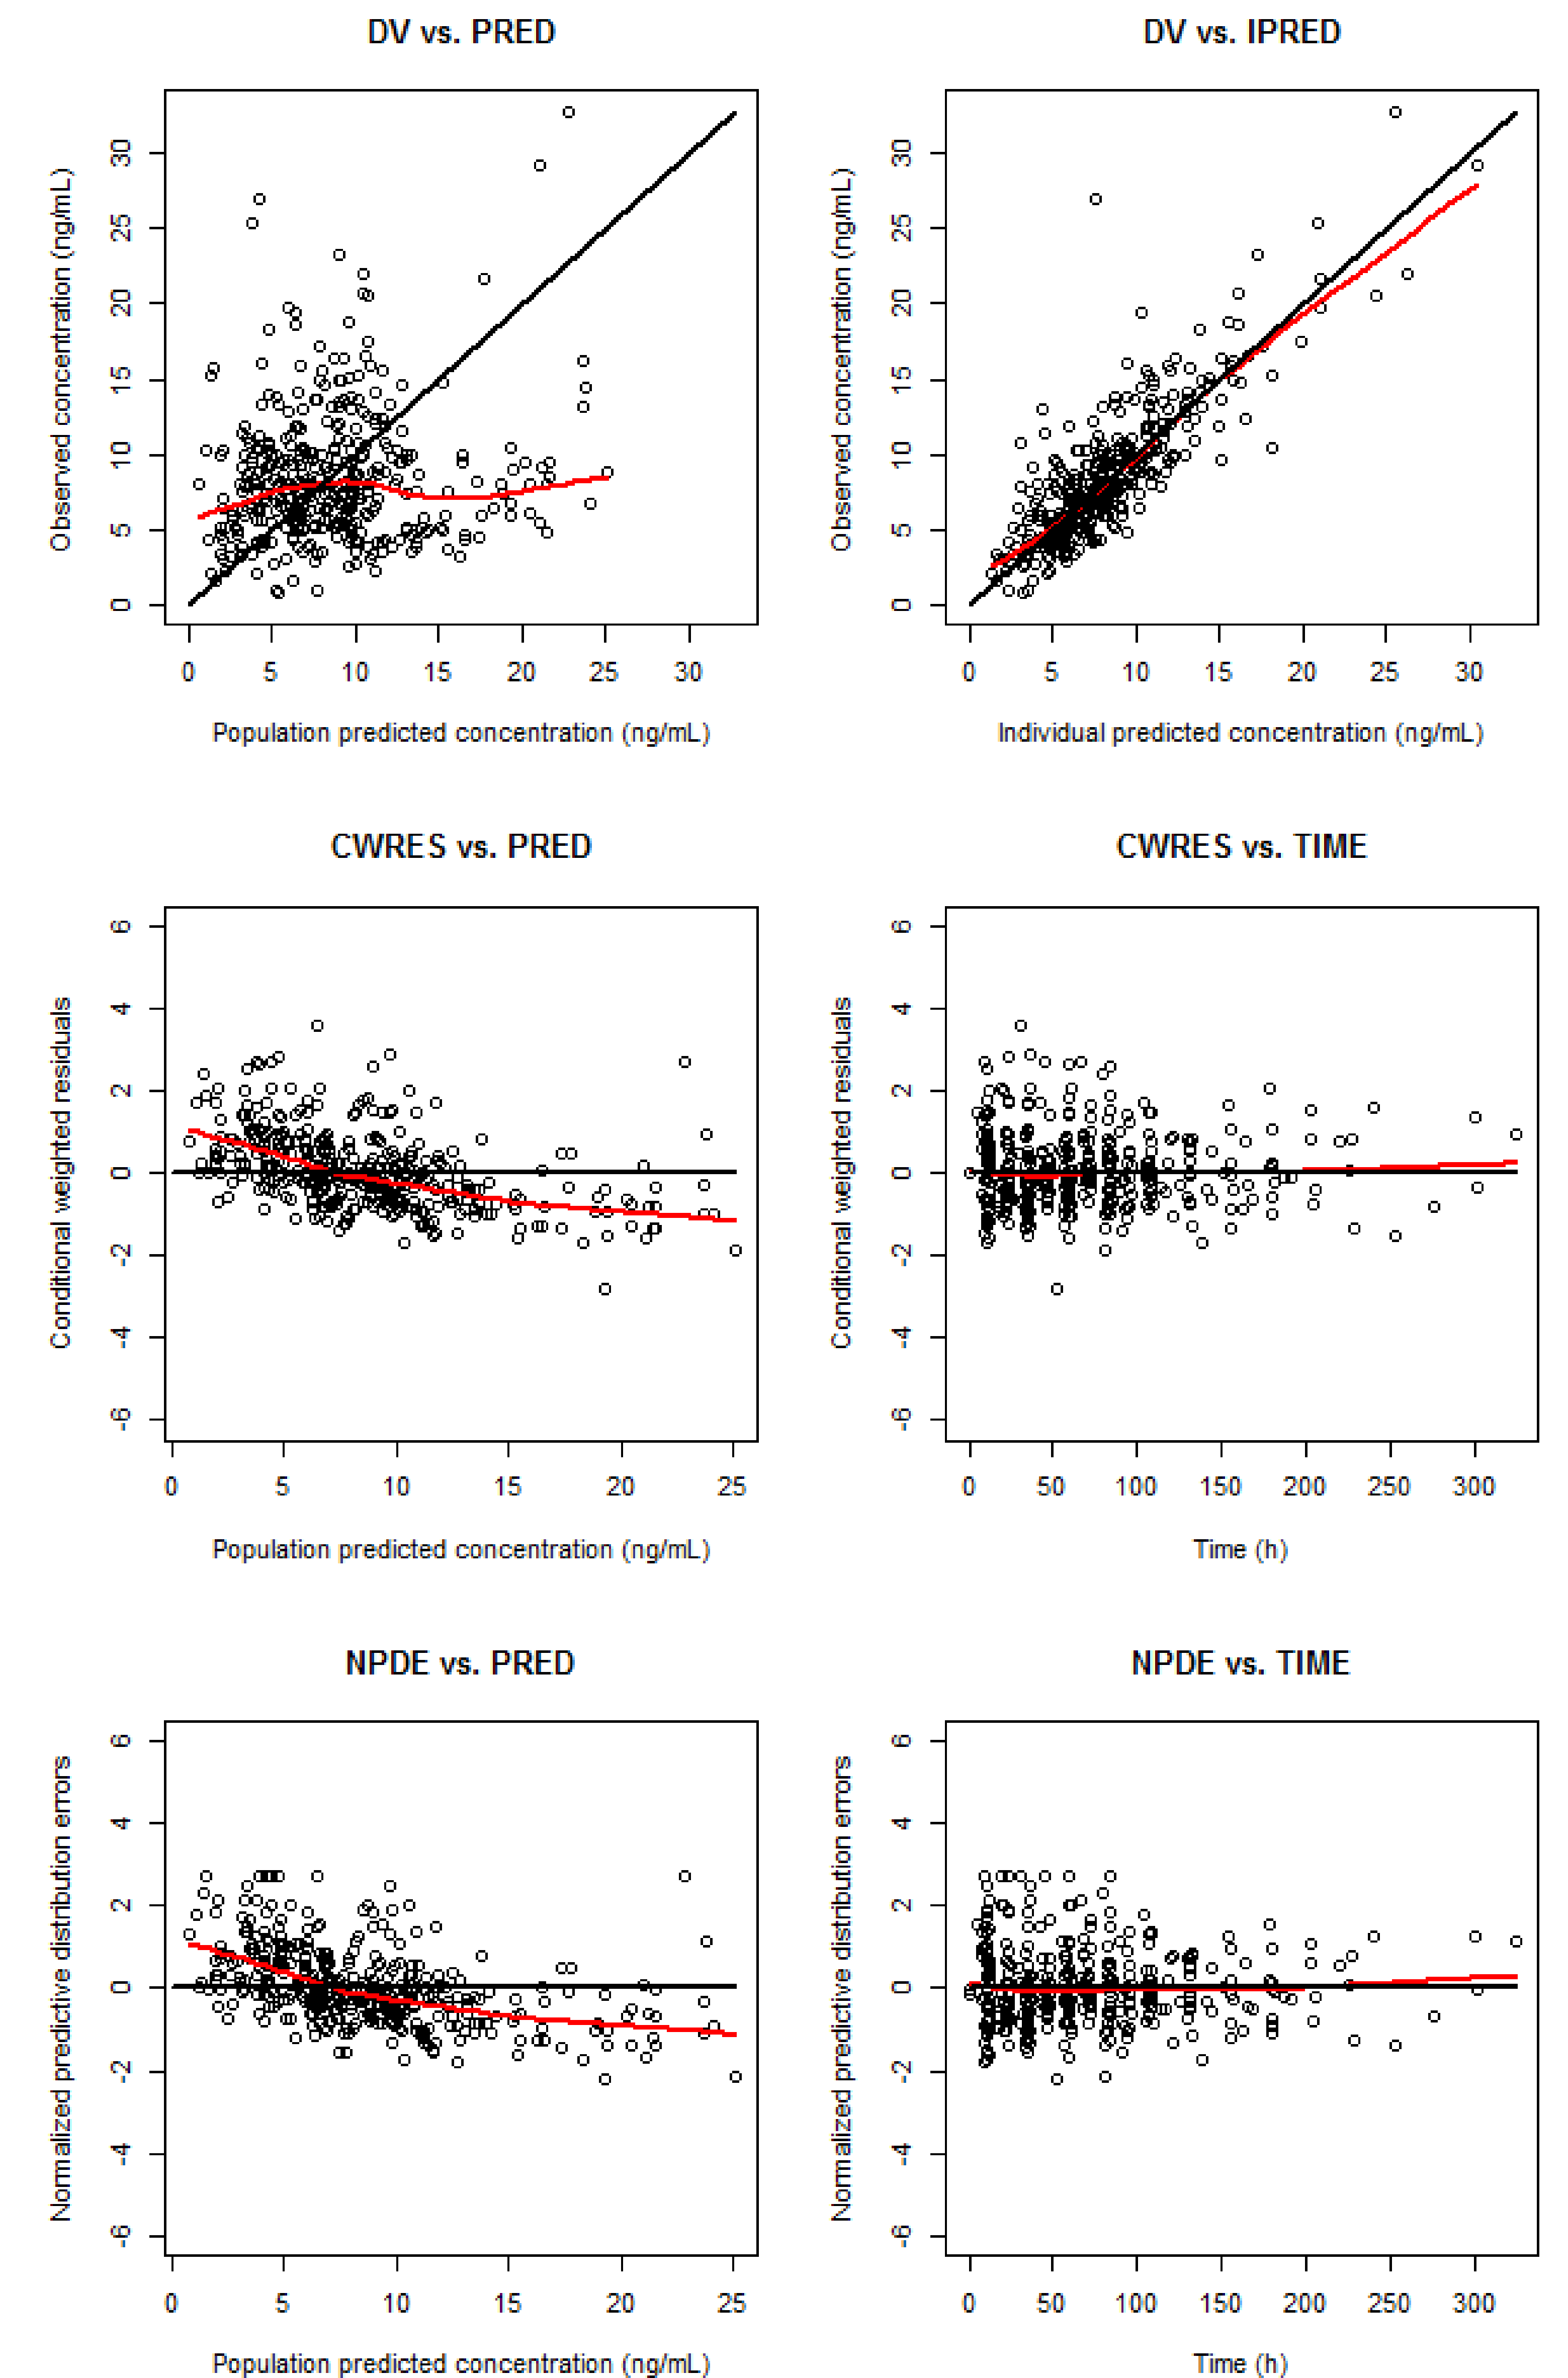 DV vs. PRED
DV vs. IPRED
Observed concentration (ng/mL)
30
25
20
15
10
5
0
0 5 10 15 20 25 30
Population predicted concentration (ng/mL)
Observed concentration (ng/mL)
30
25
20
15
10
5
0
0 5 10 15 20 25 30
Individual predicted concentration (ng/mL)
CWRES vs. PRED
CWRES vs. TIME
Conditional weighted residuals
6
4
2
0
-2
-4
-6
0 5 10 15 20 25
Population predicted concentration (ng/mL)
Conditional weighted residuals
6
4
2
0
-2
-4
-6
0 50 100 150 200 250 300
Time (h)
NPDE vs. PRED
NPDE vs. TIME
Normalized predictive distribution errors
6
4
2
0
-2
-4
-6
0 5 10 15 20 25
Population predicted concentration (ng/mL)
Normalized predictive distribution errors
6
4
2
0
-2
-4
-6
0 50 100 150 200 250 300
Time (h)